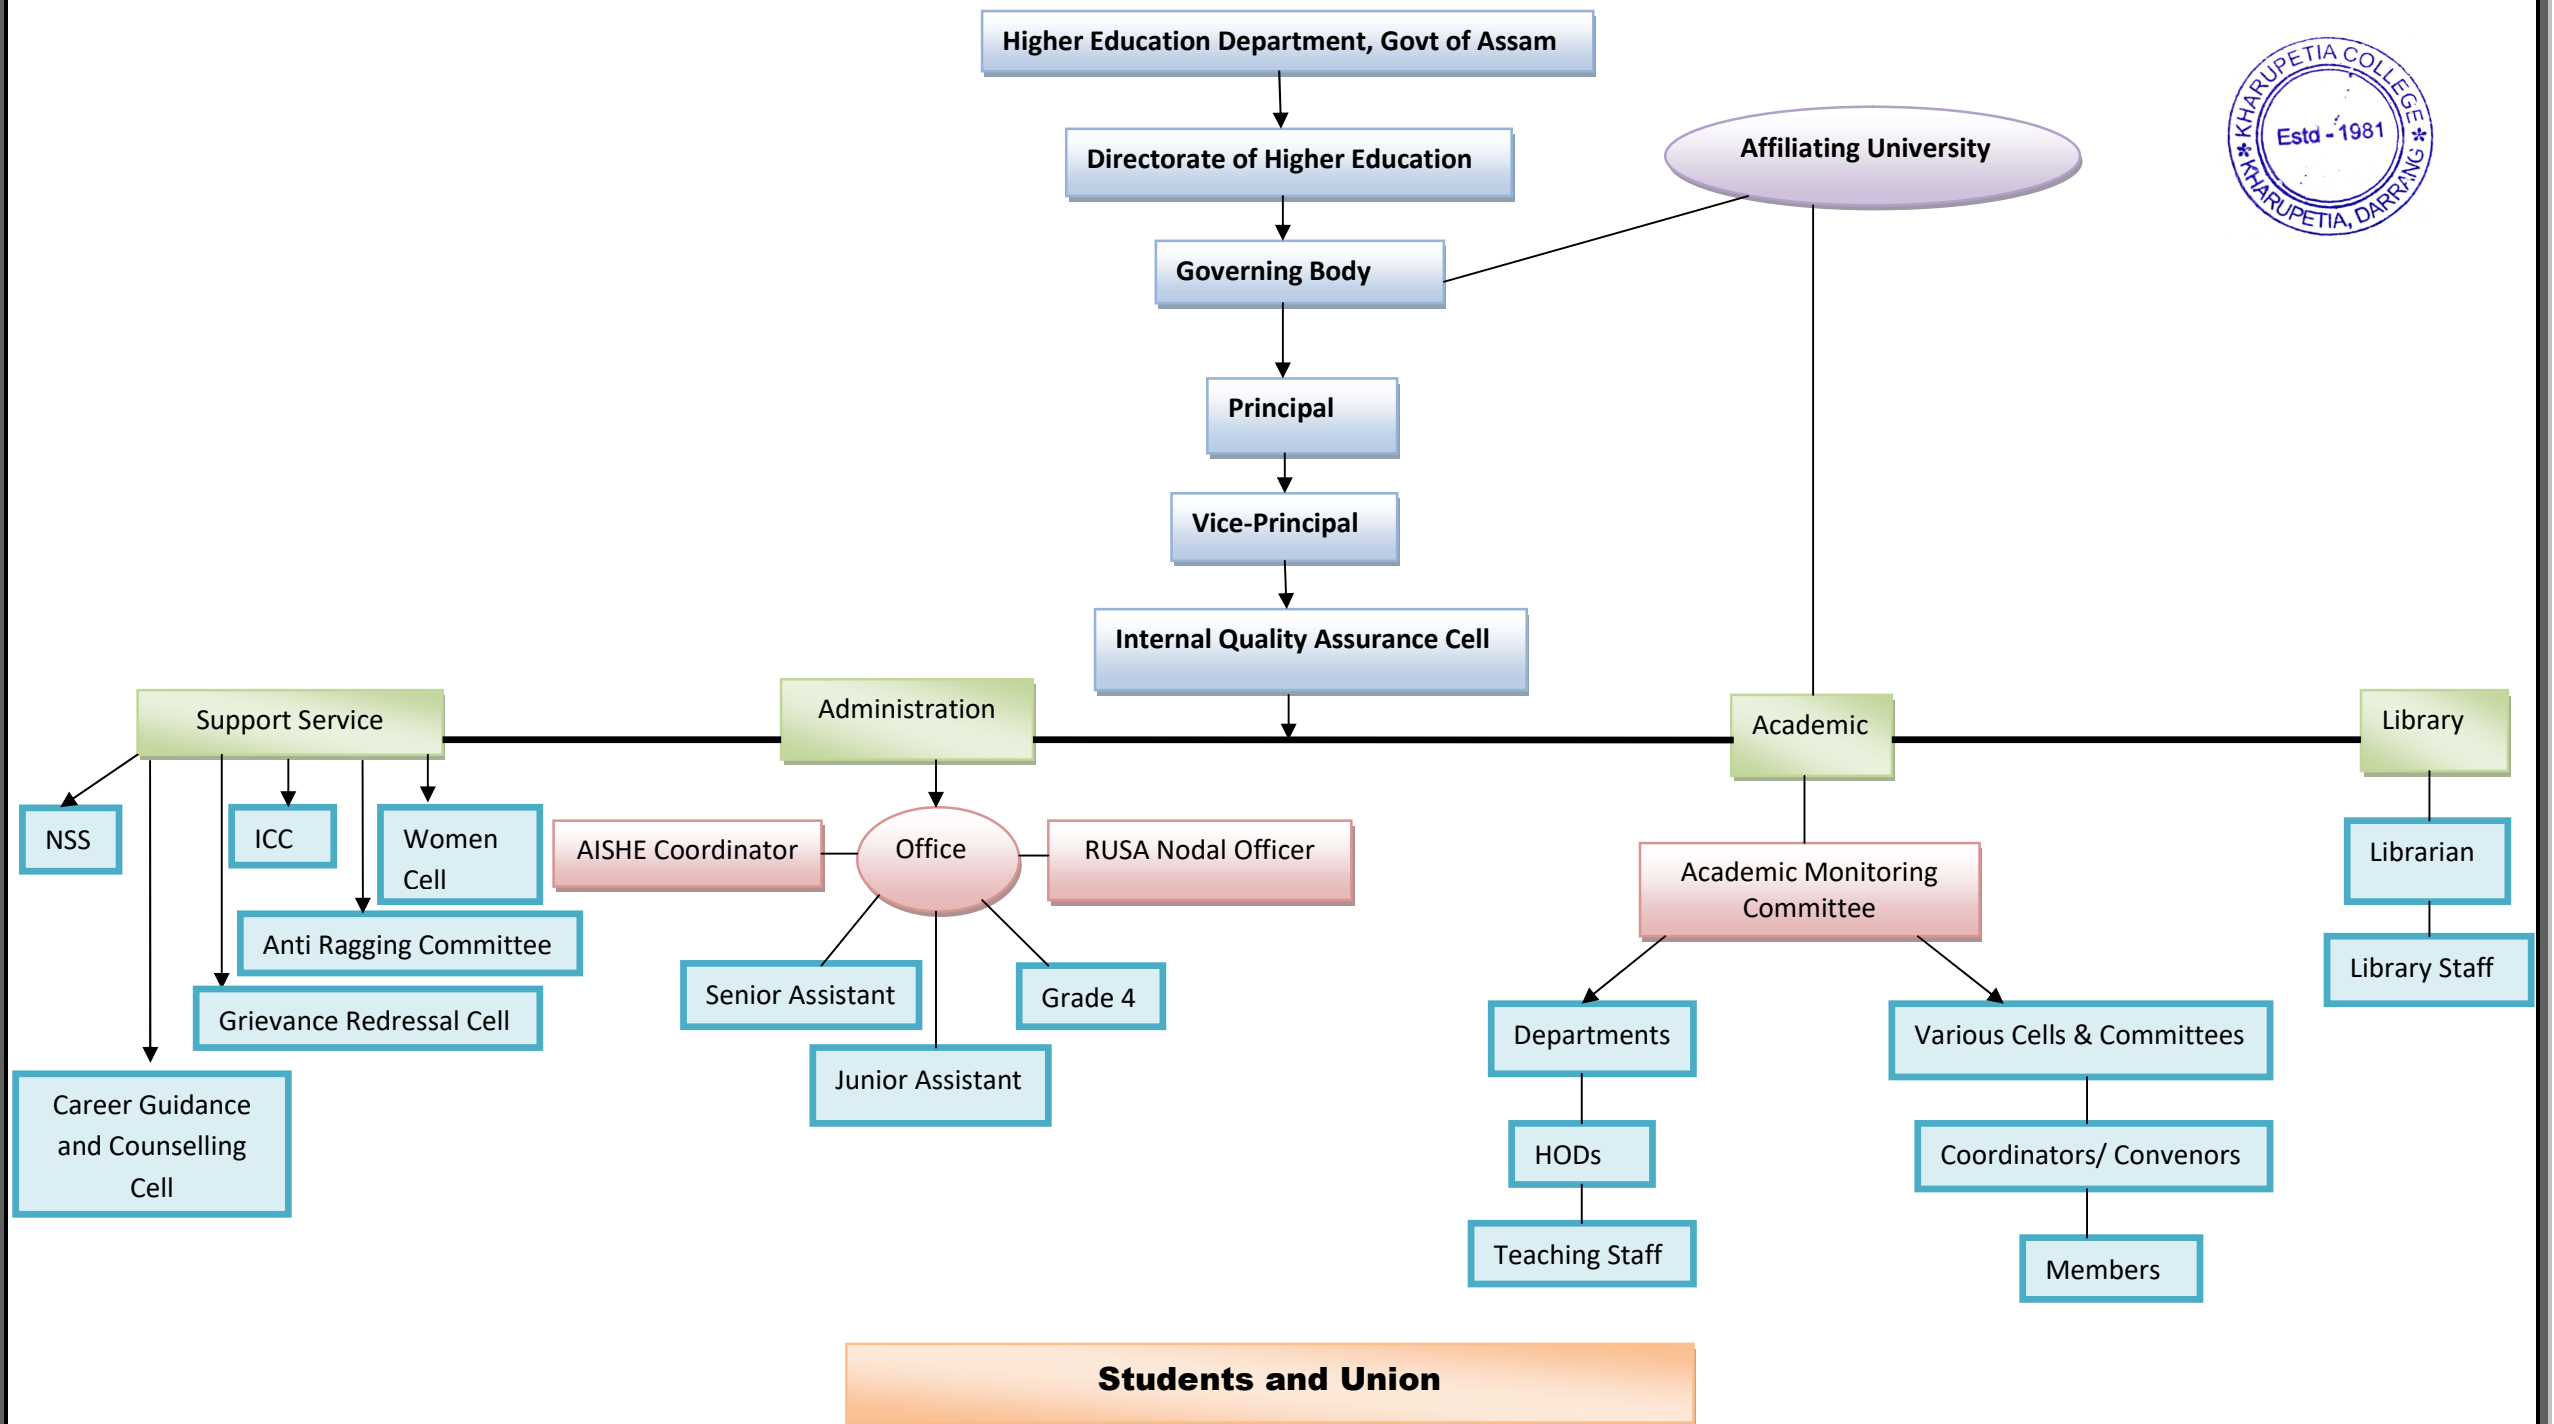 Higher Education Department, Govt of Assam
KHARUPETIA COLLEGE
Estd - 1981
KHARUPETIA, DARRANG
Directorate of Higher Education
Affiliating University
Governing Body
Principal
Vice-Principal
Internal Quality Assurance Cell
Support Service
Administration
Academic
Library
NSS
ICC
Women
Cell
Anti Ragging Committee
Grievance Redressal Cell
Career Guidance
and Counselling
Cell
AISHE Coordinator
Office
RUSA Nodal Officer
Senior Assistant
Grade 4
Junior Assistant
Academic Monitoring
Committee
Departments
Various Cells & Committees
HODs
Coordinators/ Convenors
Teaching Staff
Members
Librarian
Library Staff
Students and Union